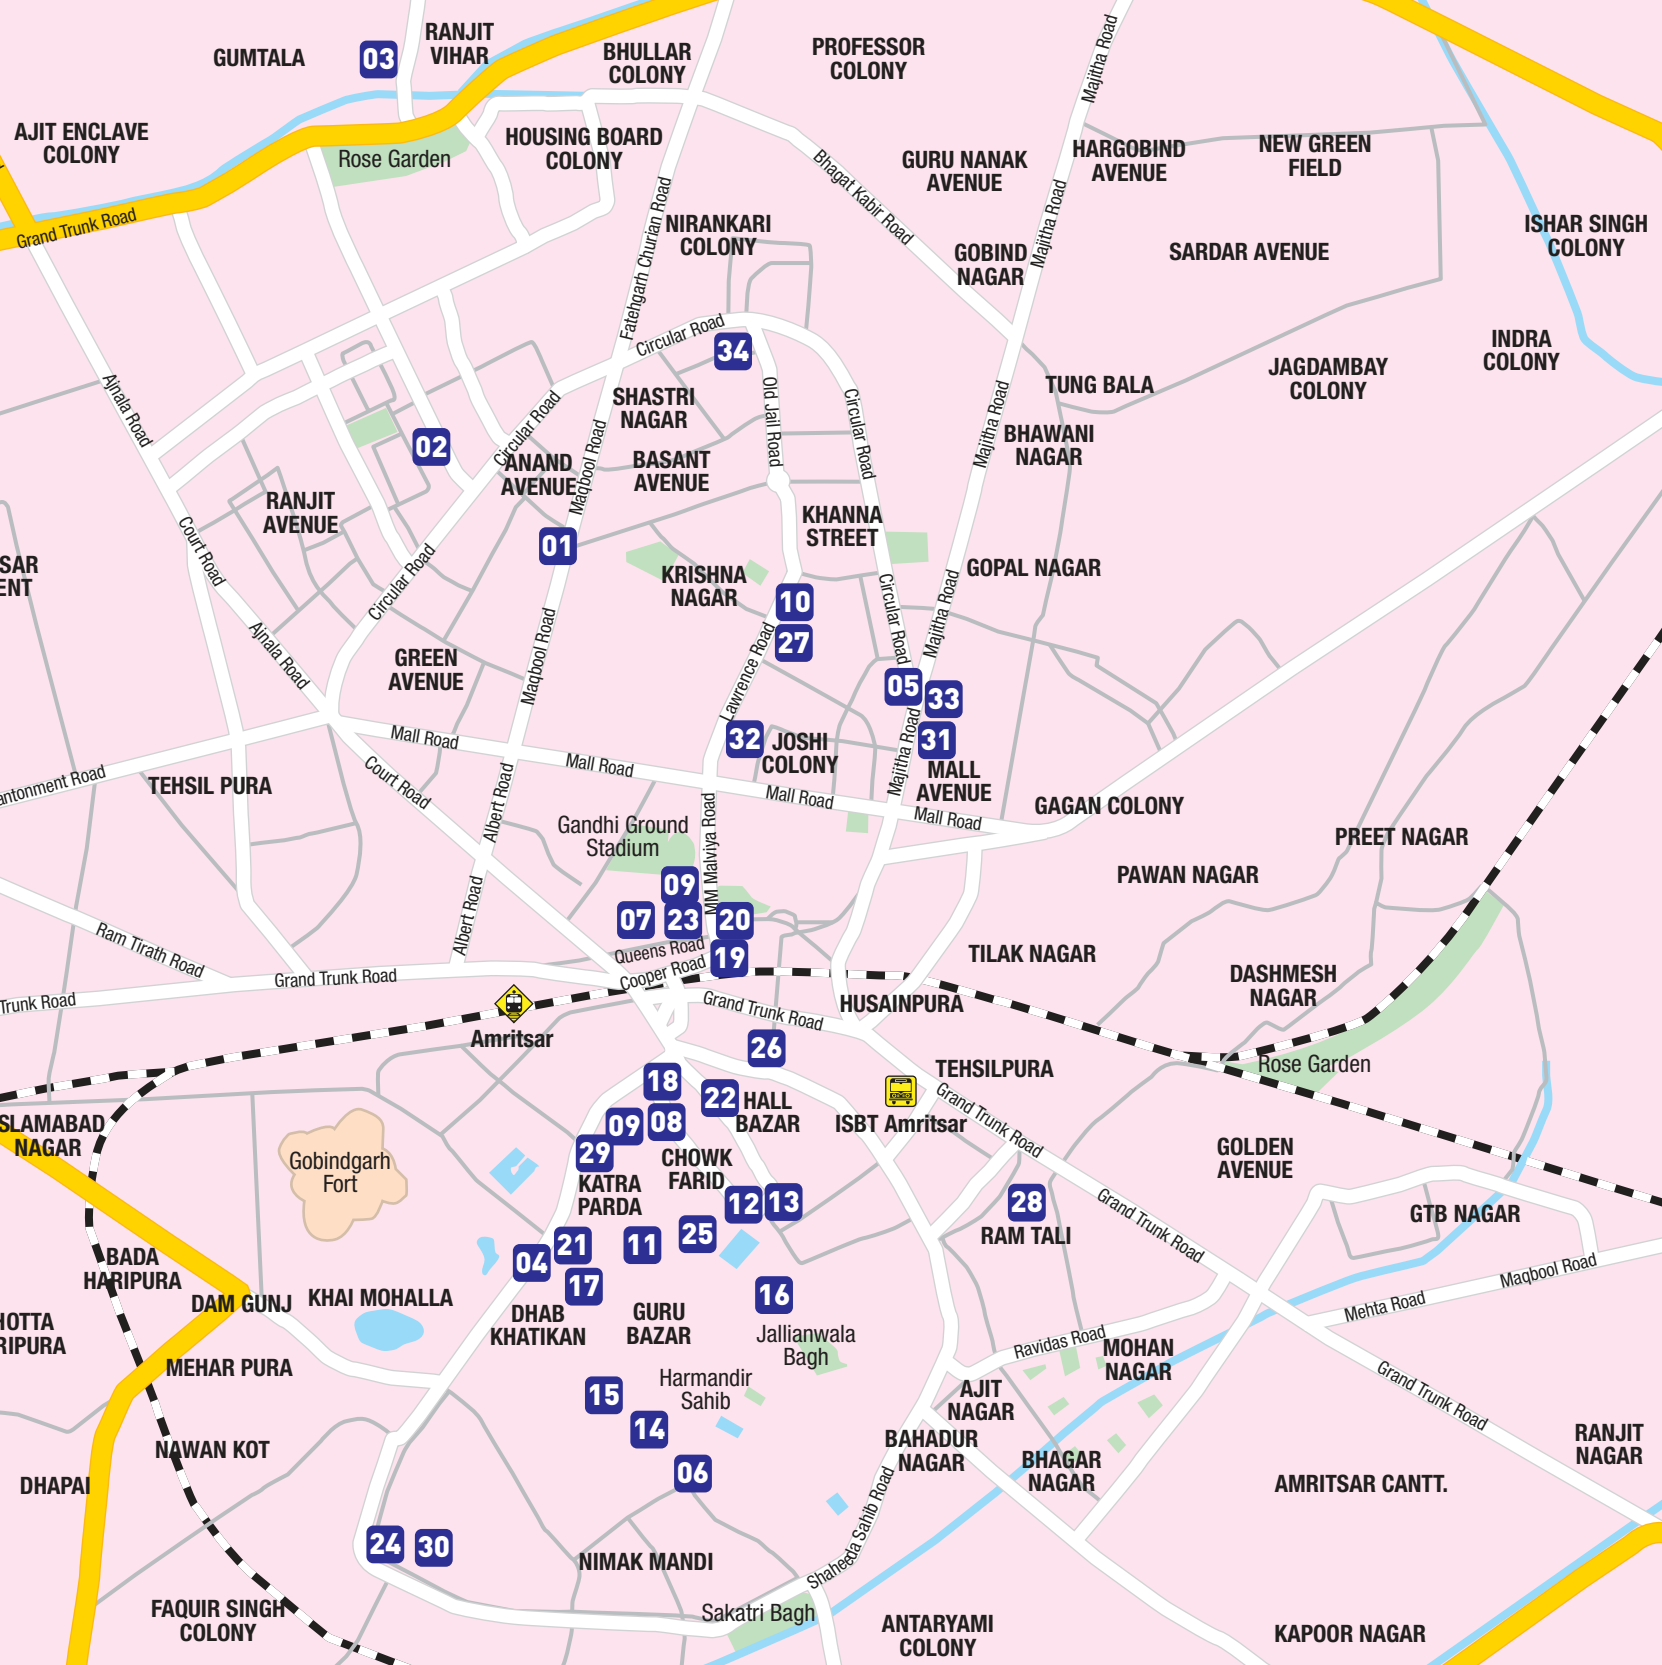 GUMTALA
03
RANJIT
VIHAR
BHULLAR
COLONY
PROFESSOR
COLONY
Majitha Road
AJIT ENCLAVE
COLONY
Rose Garden
HOUSING BOARD
COLONY
Bhagat Kabir Road
GURU NANAK
AVENUE
HARGOBIND
AVENUE
NEW GREEN
FIELD
Grand Trunk Road
Fatehgarh Churian Road
NIRANKARI
COLONY
GOBIND
NAGAR
Majitha Road
SARDAR AVENUE
ISHAR SINGH
COLONY
Circular Road
34
INDRA
COLONY
JAGDAMBAY
COLONY
TUNG BALA
Ajnala Road
SHASTRI
NAGAR
Old Jail Road
Circular Road
Majitha Road
02
Circular Road
ANAND
AVENUE
Maqbool Road
BASANT
AVENUE
BHAWANI
NAGAR
RANJIT
AVENUE
KHANNA
STREET
Court Road
01
SAR
ENT
Circular Road
KRISHNA
NAGAR
GOPAL NAGAR
10
27
Circular Road
Majitha Road
Ajnala Road
GREEN
AVENUE
Maqbool Road
Lawrence Road
05
33
31
32
JOSHI
COLONY
Mall Road
Mall Road
Mall Road
Majitha Road
MALL
AVENUE
Mall Road
GAGAN COLONY
antonment Road
TEHSIL PURA
Court Road
Albert Road
Gandhi Ground
Stadium
MM Malviya Road
PREET NAGAR
PAWAN NAGAR
09
07
23
20
Albert Road
Ram Tirath Road
Queens Road
19
Cooper Road
TILAK NAGAR
DASHMESH
NAGAR
Trunk Road
Grand Trunk Road
Amritsar
Grand Trunk Road
HUSAINPURA
26
Rose Garden
TEHSILPURA
18
22
HALL
BAZAR
ISBT Amritsar
Grand Trunk Road
SLAMABAD
NAGAR
09
08
29
CHOWK
FARID
Gobindgarh
Fort
KATRA
PARDA
GOLDEN
AVENUE
12
13
28
RAM TALI
Grand Trunk Road
GTB NAGAR
25
21
11
04
17
BADA
HARIPURA
Maqbool Road
16
DAM GUNJ
KHAI MOHALLA
DHAB
KHATIKAN
GURU
BAZAR
Mehta Road
HOTTA
RIPURA
Jallianwala
Bagh
Ravidas Road
MOHAN
NAGAR
MEHAR PURA
15
Harmandir
Sahib
AJIT
NAGAR
Grand Trunk Road
14
NAWAN KOT
BAHADUR
NAGAR
RANJIT
NAGAR
06
BHAGAR
NAGAR
DHAPAI
AMRITSAR CANTT.
Shaheeda Sahib Road
24
30
NIMAK MANDI
FAQUIR SINGH
COLONY
Sakatri Bagh
ANTARYAMI
COLONY
KAPOOR NAGAR